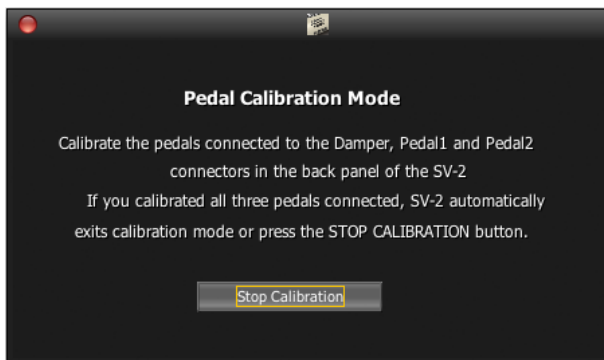 Pedal Calibration Mode
Calibrate the pedals connected to the Damper, Pedal1 and Pedal2
connectors in the back panel of the SV-2
If you calibrated all three pedals connected, SV-2 automatically
exits calibration mode or press the STOP CALIBRATION button.
Stop Calibration